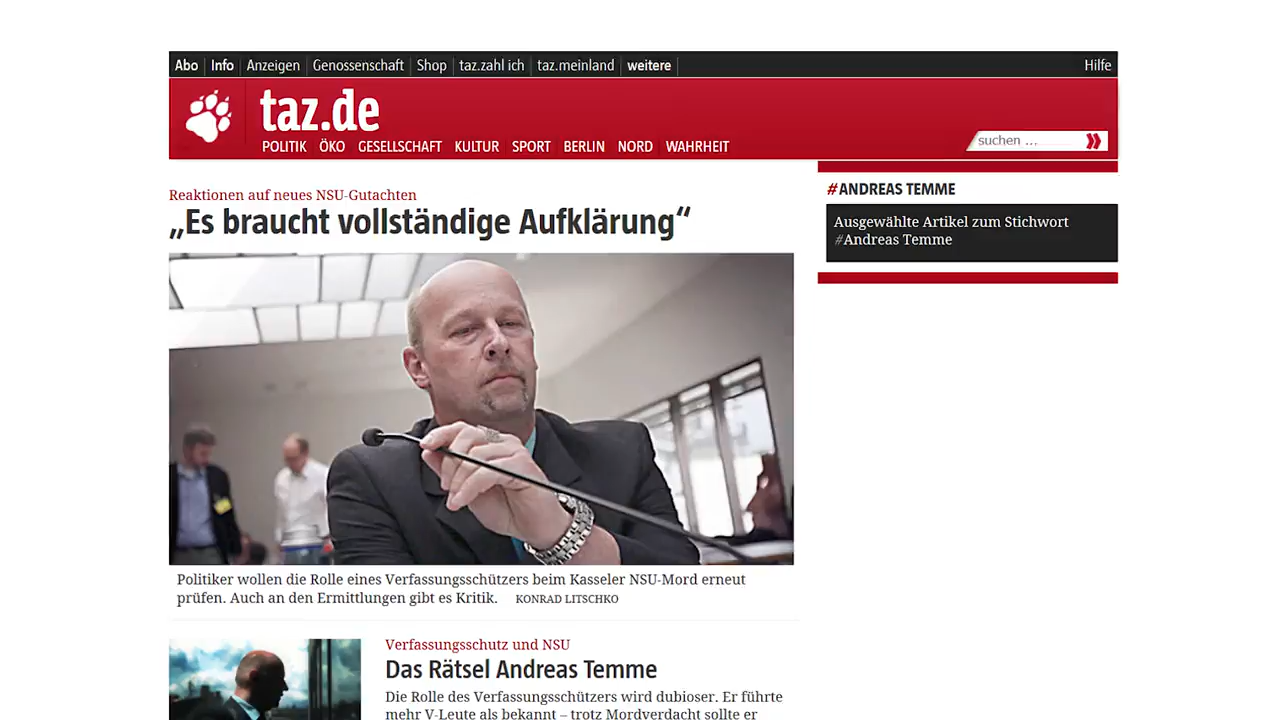 Abo Info Anzeigen Genossenschaft Shop taz.zahl ich taz.meinland weitere Hilfe
taz.de
POLITIK ÖKO GESELLSCHAFT KULTUR SPORT BERLIN NORD WAHRHEIT
suchen ...
Reaktionen auf neues NSU-Gutachten
„Es braucht vollständige Aufklärung“
Politiker wollen die Rolle eines Verfassungsschützers beim Kasseler NSU-Mord erneut
prüfen. Auch an den Ermittlungen gibt es Kritik. KONRAD LITSCHKO
Verfassungsschutz und NSU
Das Rätsel Andreas Temme
Die Rolle des Verfassungsschützers wird dubioser. Er führte
mehr V-Leute als bekannt – trotz Mordverdacht sollte er
#ANDREAS TEMME
Ausgewählte Artikel zum Stichwort
#Andreas Temme